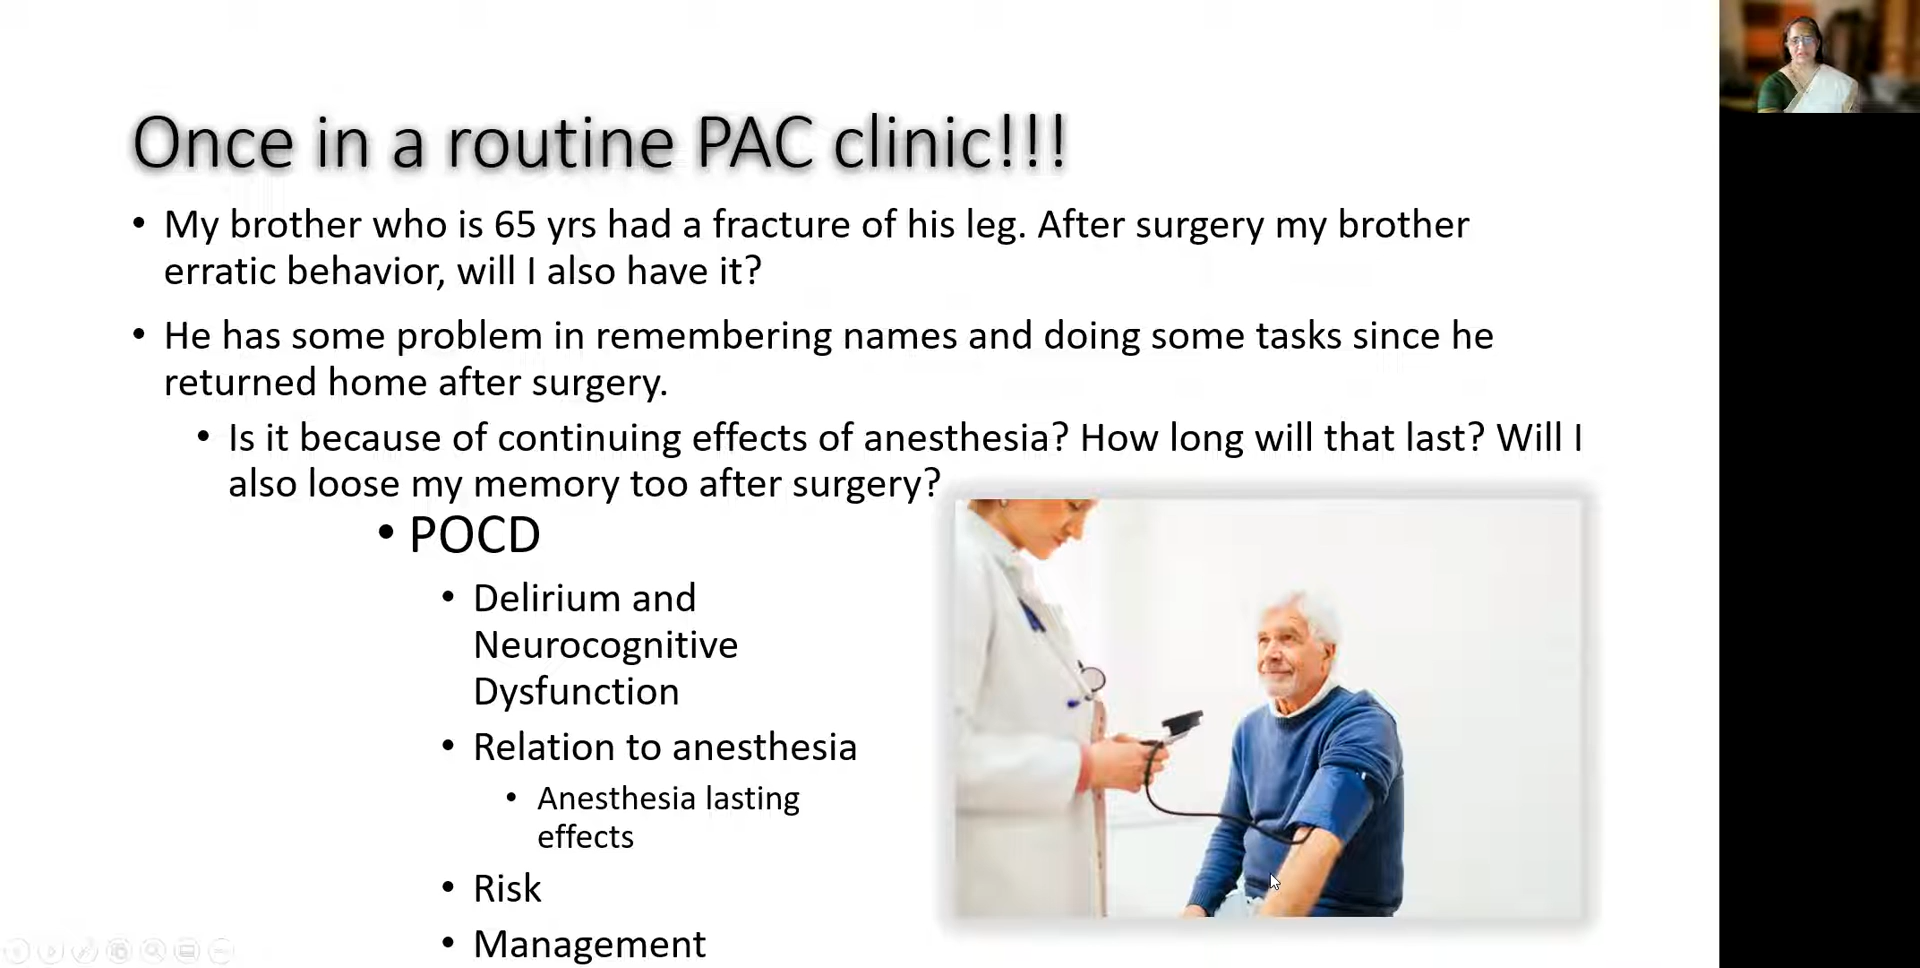 Once in a routine PAC clinic!!!
• My brother who is 65 yrs had a fracture of his leg. After surgery my brother
erratic behavior, will I also have it?
• He has some problem in remembering names and doing some tasks since he
returned home after surgery.
• Is it because of continuing effects of anesthesia? How long will that last? Will I
also loose my memory too after surgery?
• POCD
• Delirium and
Neurocognitive
Dysfunction
• Relation to anesthesia
• Anesthesia lasting
effects
• Risk
• Management